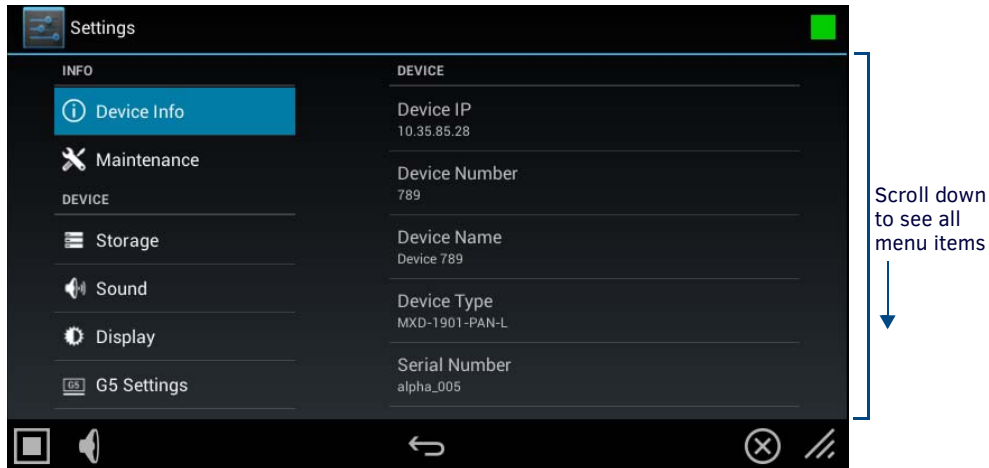 Settings
INFO
Device Info
Maintenance
DEVICE
Storage
Sound
Display
G5
G5 Settings
DEVICE
Device IP
10.35.85.28
Device Number
789
Device Name
Device 789
Device Type
MXD-1901-PAN-L
Serial Number
alpha_005
Scroll down
to see all
menu items